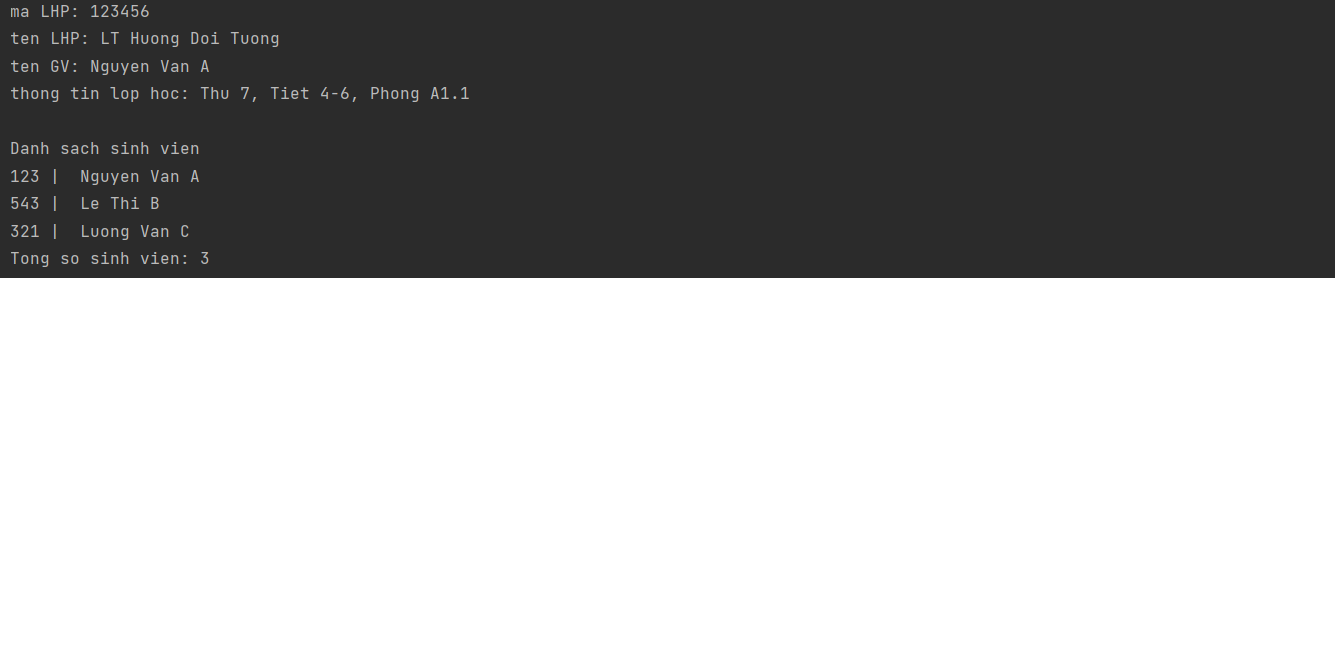 ma LHP: 123456
ten LHP: LT Huong Doi Tuong
ten GV: Nguyen Van A
thong tin lop hoc: Thu 7, Tiet 4-6, Phong A1.1
Danh sach sinh vien
123 |  Nguyen Van A
543 |  Le Thi B
321 |  Luong Van C
Tong so sinh vien: 3